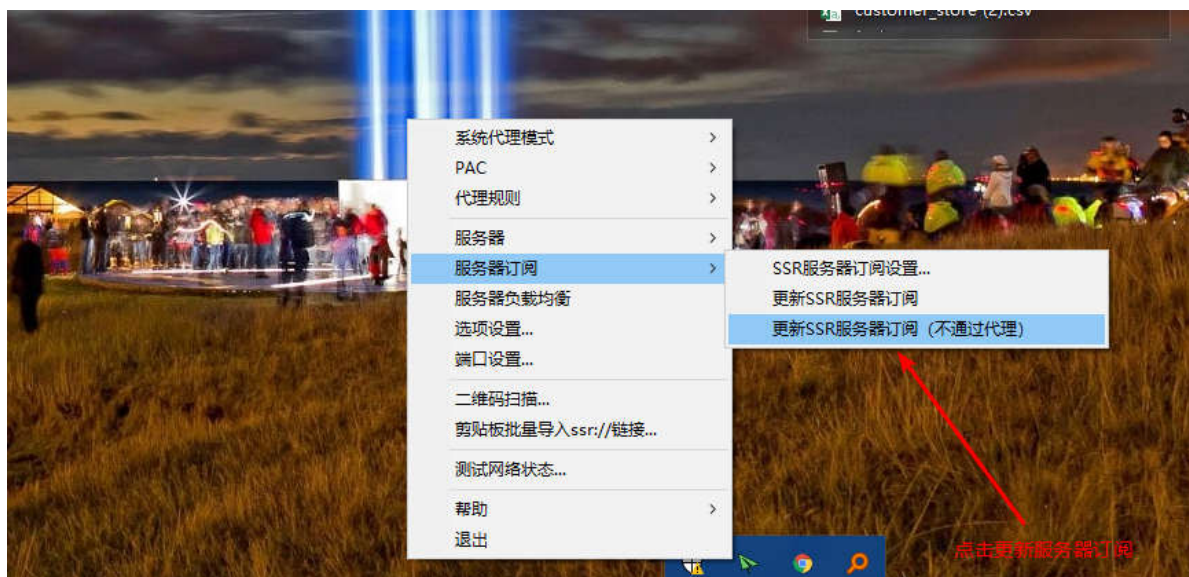 customer_store (2).csv
系统代理模式
PAC
代理规则
服务器
服务器订阅
服务器负载均衡
选项设置...
端口设置...
二维码扫描...
剪贴板批量导入ssr://链接...
测试网络状态...
帮助
退出
SSR服务器订阅设置...
更新SSR服务器订阅
更新SSR服务器订阅（不通过代理）
点击更新服务器订阅